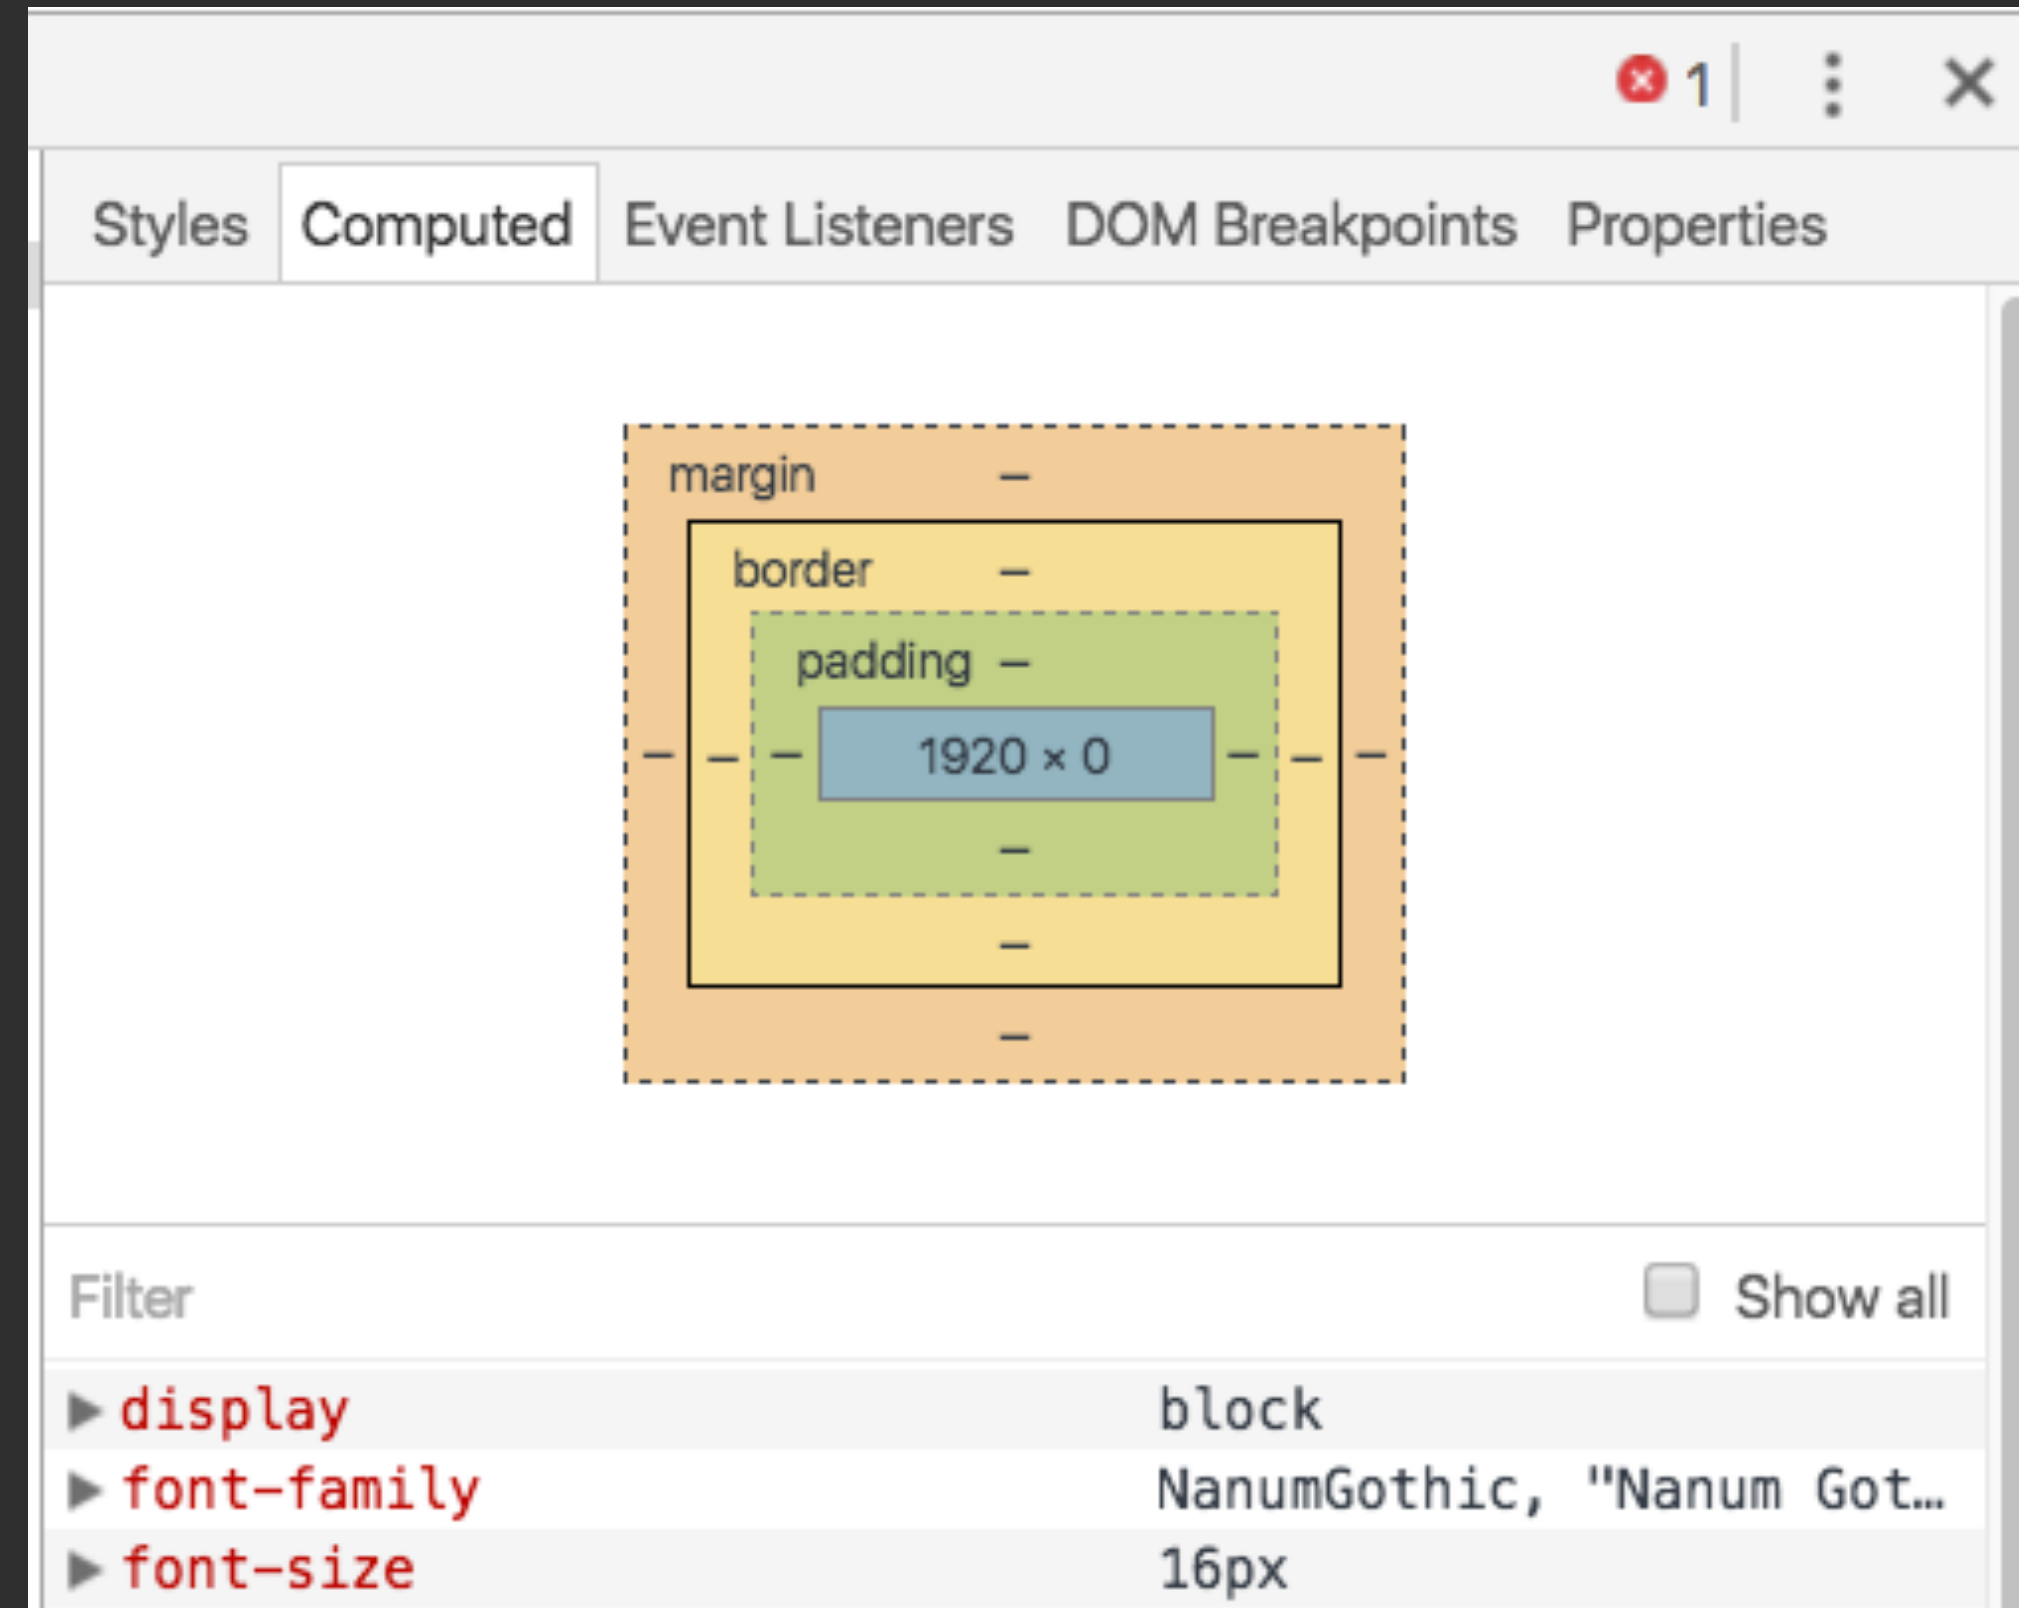 1
Styles Computed Event Listeners DOM Breakpoints Properties
margin –
border –
padding –
– – – 1920 × 0 – – –
–
–
–
Filter Show all
display block
font-family NanumGothic, "Nanum Got…
font-size 16px